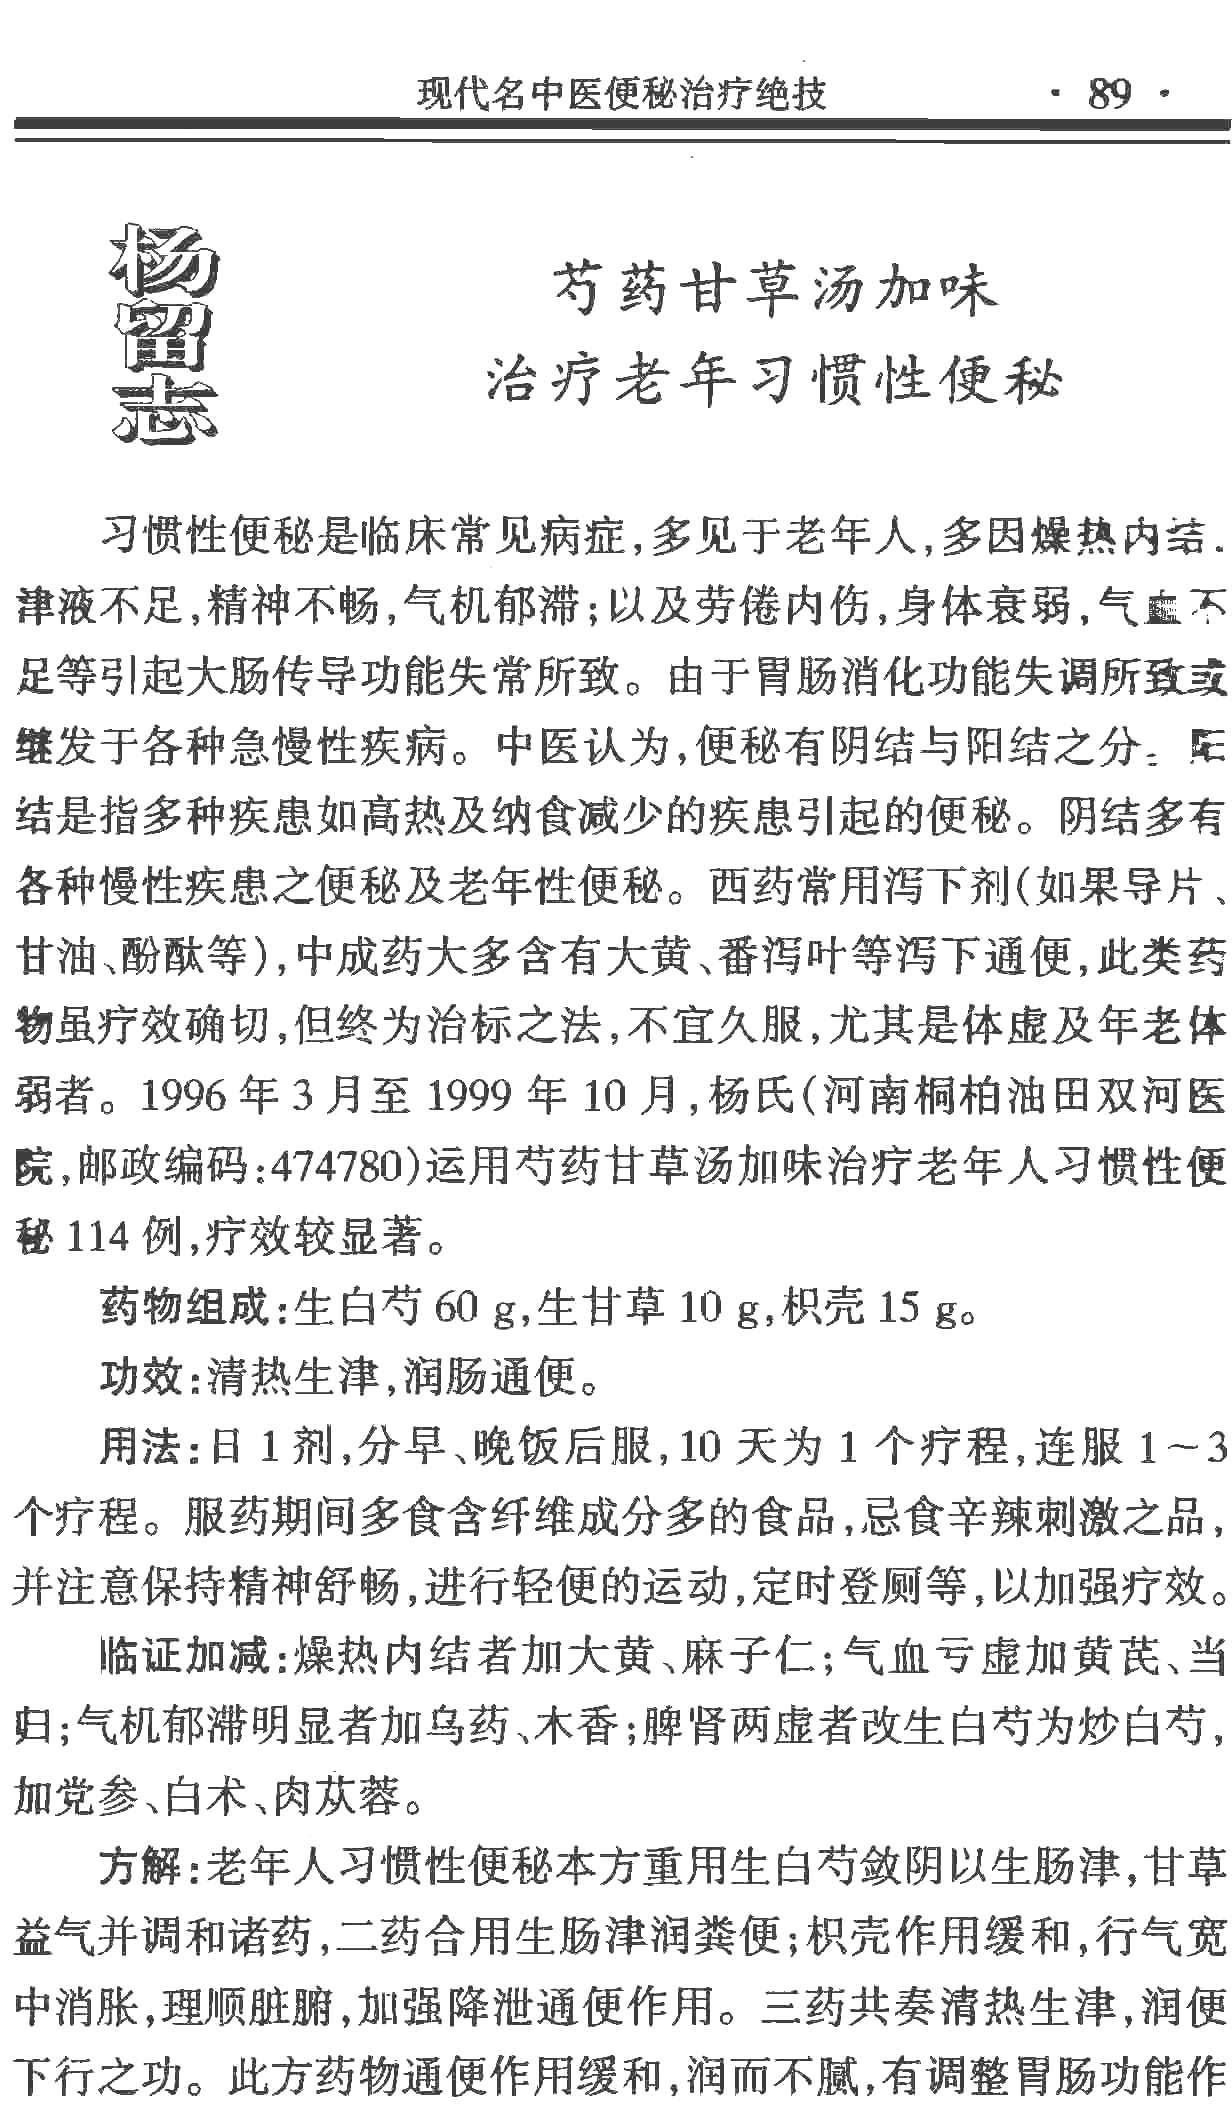 现代名中医便秘治疗绝技 · 89 ·
杨留志
芍药甘草汤加味
治疗老年习惯性便秘
习惯性便秘是临床常见病症,多见于老年人,多因燥热内结.
津液不足,精神不畅,气机郁滞;以及劳倦内伤,身体衰弱,气血不
足等引起大肠传导功能失常所致。由于胃肠消化功能失调所致或
继发于各种急慢性疾病。中医认为,便秘有阴结与阳结之分。阳
结是指多种疾患如高热及纳食减少的疾患引起的便秘。阴结多有
各种慢性疾患之便秘及老年性便秘。西药常用泻下剂(如果导片、
甘油、酚酞等),中成药大多含有大黄、番泻叶等泻下通便,此类药
物虽疗效确切,但终为治标之法,不宜久服,尤其是体虚及年老体
弱者。1996 年 3 月至 1999 年 10 月,杨氏(河南桐柏油田双河医
院,邮政编码:474780)运用芍药甘草汤加味治疗老年人习惯性便
秘 114 例,疗效较显著。
药物组成:生白芍 60 g,生甘草 10 g,枳壳 15 g。
功效:清热生津,润肠通便。
用法:日 1 剂,分早、晚饭后服,10 天为 1 个疗程,连服 1～3
个疗程。服药期间多食含纤维成分多的食品,忌食辛辣刺激之品,
并注意保持精神舒畅,进行轻便的运动,定时登厕等,以加强疗效。
临证加减:燥热内结者加大黄、麻子仁;气血亏虚加黄芪、当
归;气机郁滞明显者加乌药、木香;脾肾两虚者改生白芍为炒白芍,
加党参、白术、肉苁蓉。
方解:老年人习惯性便秘本方重用生白芍敛阴以生肠津,甘草
益气并调和诸药,二药合用生肠津润粪便;枳壳作用缓和,行气宽
中消胀,理顺脏腑,加强降泄通便作用。三药共奏清热生津,润便
下行之功。此方药物通便作用缓和,润而不腻,有调整胃肠功能作